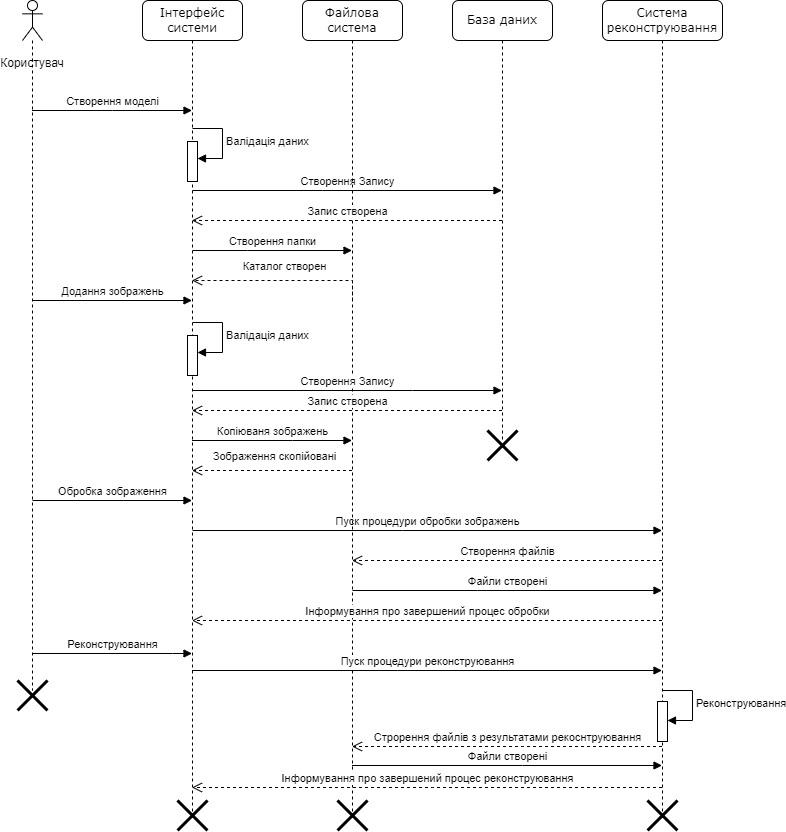 Інтерфейс
системи
Файлова
система
База даних
Система
реконструювання
Користувач
Створення моделі
Валідація даних
Створення Запису
Запис створена
Створення папки
Каталог створен
Додання зображень
Валідація даних
Створення Запису
Запис створена
Копіюваня зображень
Зображення скопійовані
Обробка зображення
Пуск процедури обробки зображень
Створення файлів
Файли створені
Інформування про завершений процес обробки
Реконструювання
Пуск процедури реконструювання
Реконструювання
Строрення файлів з результатами рекоснтруювання
Файли створені
Інформування про завершений процес реконструювання